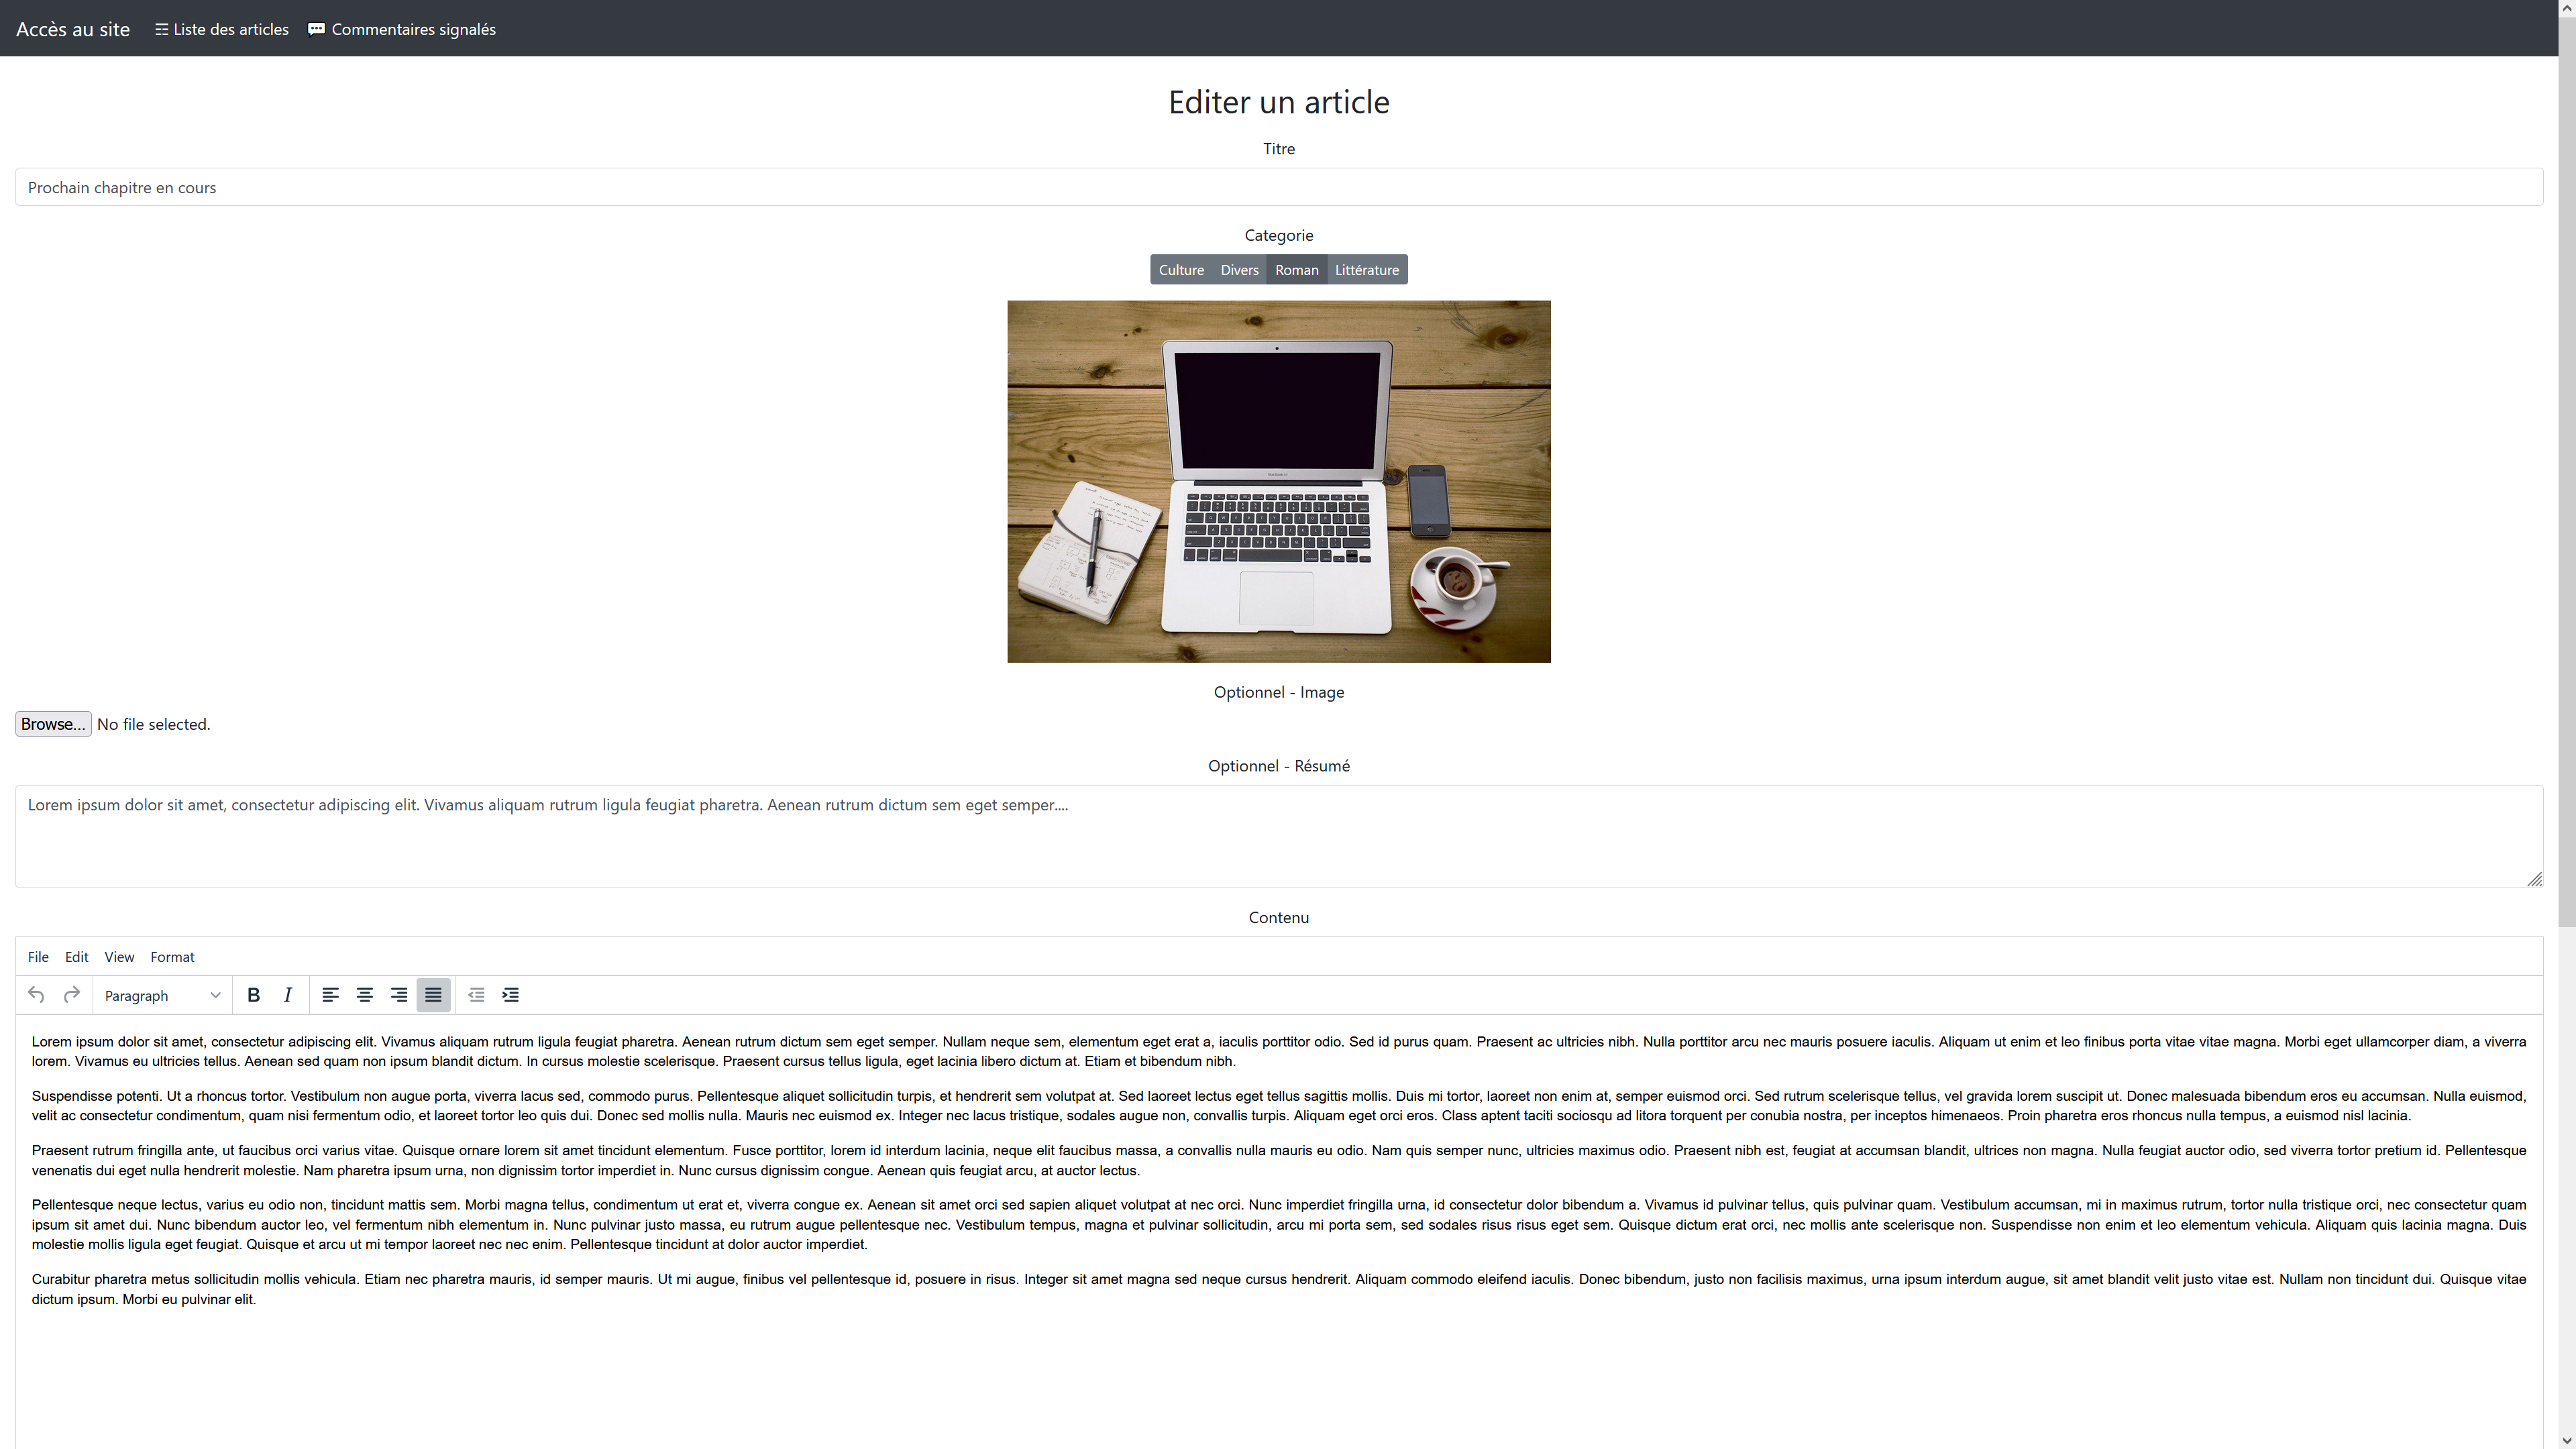 Accès au site ☴ Liste des articles 💬 Commentaires signalés
Editer un article
Titre
Prochain chapitre en cours
Categorie
Culture Divers Roman Littérature
Optionnel - Image
Browse... No file selected.
Optionnel - Résumé
Lorem ipsum dolor sit amet, consectetur adipiscing elit. Vivamus aliquam rutrum ligula feugiat pharetra. Aenean rutrum dictum sem eget semper....
Contenu
File Edit View Format
Paragraph B I
Lorem ipsum dolor sit amet, consectetur adipiscing elit. Vivamus aliquam rutrum ligula feugiat pharetra. Aenean rutrum dictum sem eget semper. Nullam neque sem, elementum eget erat a, iaculis porttitor odio. Sed id purus quam. Praesent ac ultricies nibh. Nulla porttitor arcu nec mauris posuere iaculis. Aliquam ut enim et leo finibus porta vitae vitae magna. Morbi eget ullamcorper diam, a viverra
lorem. Vivamus eu ultricies tellus. Aenean sed quam non ipsum blandit dictum. In cursus molestie scelerisque. Praesent cursus tellus ligula, eget lacinia libero dictum at. Etiam et bibendum nibh.
Suspendisse potenti. Ut a rhoncus tortor. Vestibulum non augue porta, viverra lacus sed, commodo purus. Pellentesque aliquet sollicitudin turpis, et hendrerit sem volutpat at. Sed laoreet lectus eget tellus sagittis mollis. Duis mi tortor, laoreet non enim at, semper euismod orci. Sed rutrum scelerisque tellus, vel gravida lorem suscipit ut. Donec malesuada bibendum eros eu accumsan. Nulla euismod,
velit ac consectetur condimentum, quam nisi fermentum odio, et laoreet tortor leo quis dui. Donec sed mollis nulla. Mauris nec euismod ex. Integer nec lacus tristique, sodales augue non, convallis turpis. Aliquam eget orci eros. Class aptent taciti sociosqu ad litora torquent per conubia nostra, per inceptos himenaeos. Proin pharetra eros rhoncus nulla tempus, a euismod nisl lacinia.
Praesent rutrum fringilla ante, ut faucibus orci varius vitae. Quisque ornare lorem sit amet tincidunt elementum. Fusce porttitor, lorem id interdum lacinia, neque elit faucibus massa, a convallis nulla mauris eu odio. Nam quis semper nunc, ultricies maximus odio. Praesent nibh est, feugiat at accumsan blandit, ultrices non magna. Nulla feugiat auctor odio, sed viverra tortor pretium id. Pellentesque
venenatis dui eget nulla hendrerit molestie. Nam pharetra ipsum urna, non dignissim tortor imperdiet in. Nunc cursus dignissim congue. Aenean quis feugiat arcu, at auctor lectus.
Pellentesque neque lectus, varius eu odio non, tincidunt mattis sem. Morbi magna tellus, condimentum ut erat et, viverra congue ex. Aenean sit amet orci sed sapien aliquet volutpat at nec orci. Nunc imperdiet fringilla urna, id consectetur dolor bibendum a. Vivamus id pulvinar tellus, quis pulvinar quam. Vestibulum accumsan, mi in maximus rutrum, tortor nulla tristique orci, nec consectetur quam
ipsum sit amet dui. Nunc bibendum auctor leo, vel fermentum nibh elementum in. Nunc pulvinar justo massa, eu rutrum augue pellentesque nec. Vestibulum tempus, magna et pulvinar sollicitudin, arcu mi porta sem, sed sodales risus risus eget sem. Quisque dictum erat orci, nec mollis ante scelerisque non. Suspendisse non enim et leo elementum vehicula. Aliquam quis lacinia magna. Duis
molestie mollis ligula eget feugiat. Quisque et arcu ut mi tempor laoreet nec nec enim. Pellentesque tincidunt at dolor auctor imperdiet.
Curabitur pharetra metus sollicitudin mollis vehicula. Etiam nec pharetra mauris, id semper mauris. Ut mi augue, finibus vel pellentesque id, posuere in risus. Integer sit amet magna sed neque cursus hendrerit. Aliquam commodo eleifend iaculis. Donec bibendum, justo non facilisis maximus, urna ipsum interdum augue, sit amet blandit velit justo vitae est. Nullam non tincidunt dui. Quisque vitae
dictum ipsum. Morbi eu pulvinar elit.